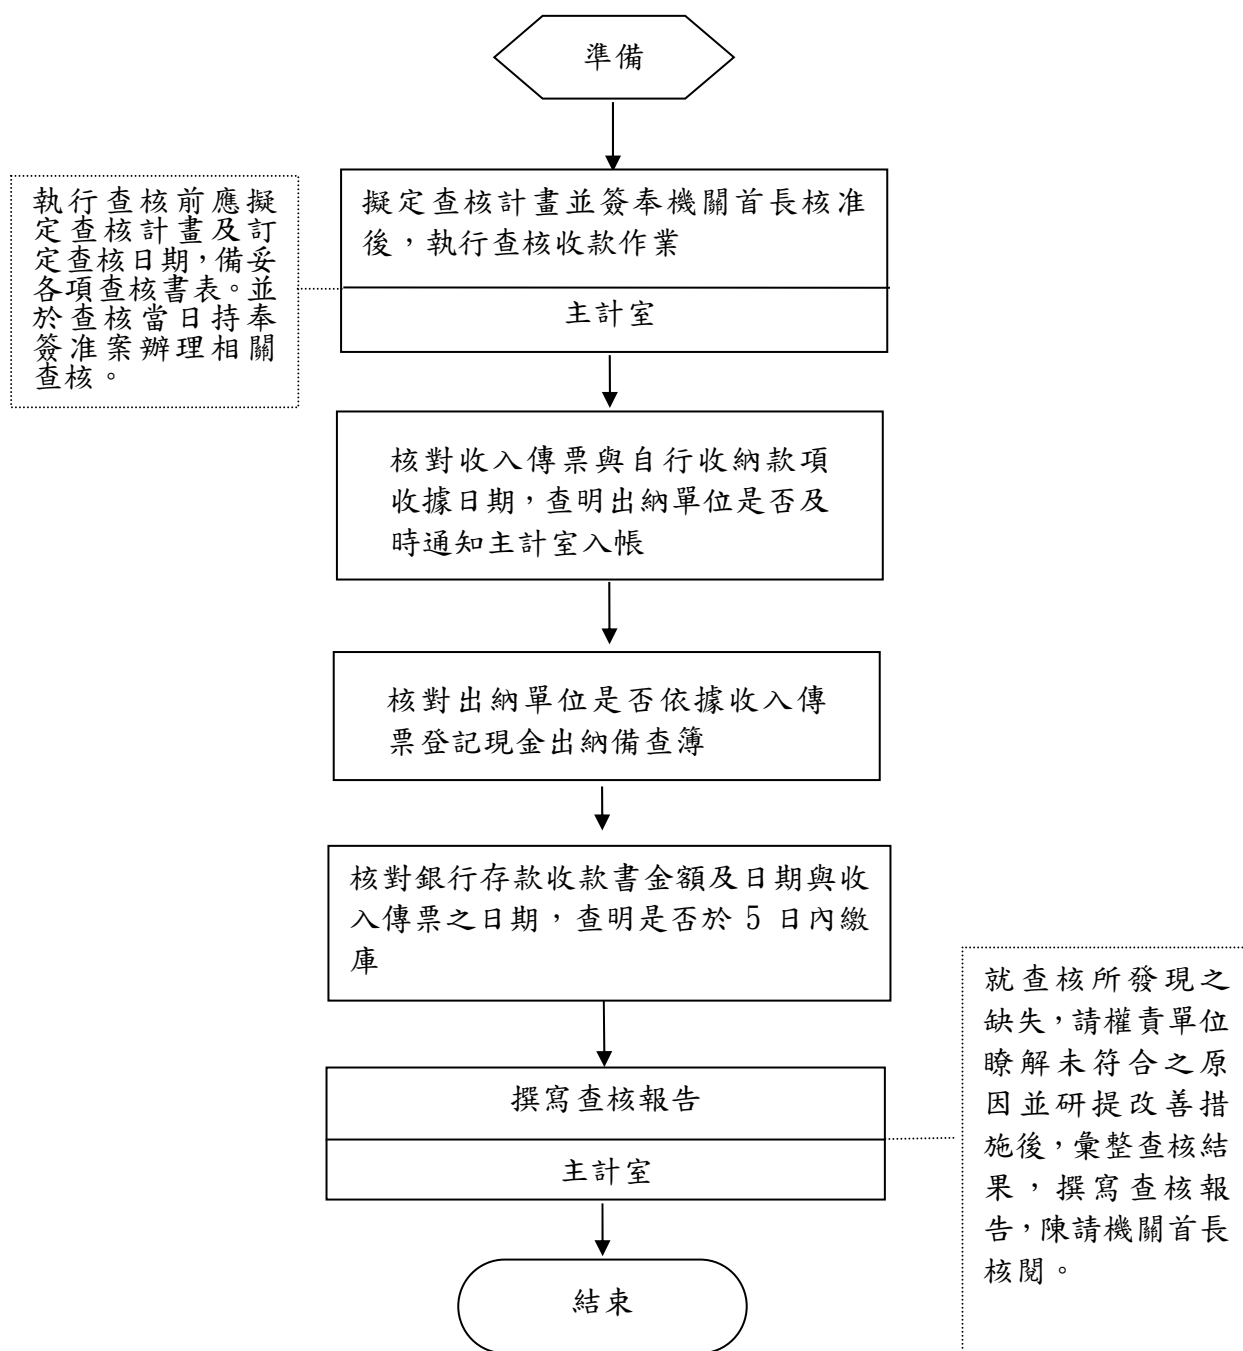 準備
擬定查核計畫並簽奉機關首長核准
後，執行查核收款作業
主計室
執行查核前應擬
定查核計畫及訂
定查核日期，備妥
各項查核書表。並
於查核當日持奉
簽准案辦理相關
查核。
核對收入傳票與自行收納款項
收據日期，查明出納單位是否及
時通知主計室入帳
核對出納單位是否依據收入傳
票登記現金出納備查簿
核對銀行存款收款書金額及日期與收
入傳票之日期，查明是否於 5 日內繳
庫
撰寫查核報告
主計室
就查核所發現之
缺失，請權責單位
瞭解未符合之原
因並研提改善措
施後，彙整查核結
果，撰寫查核報
告，陳請機關首長
核閱。
結束